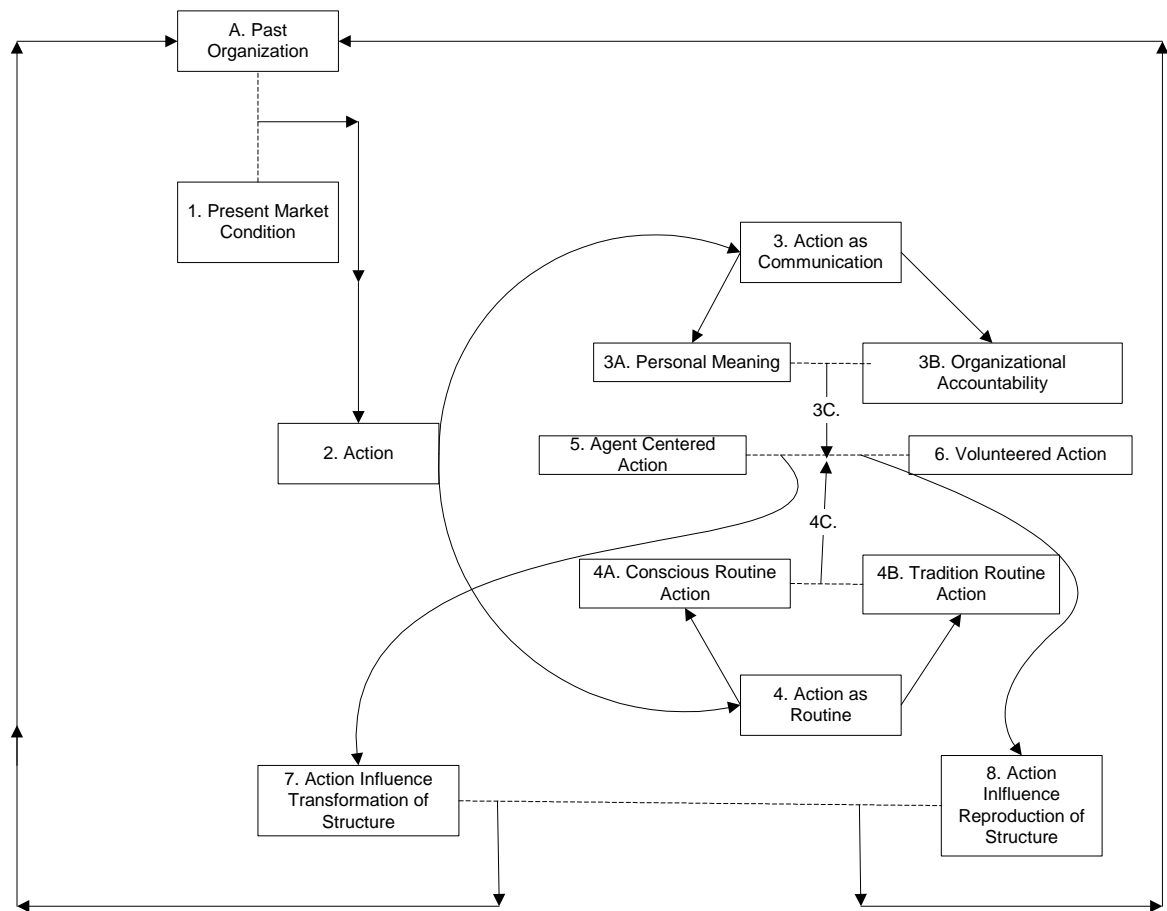 A. Past
Organization
1. Present Market
Condition
3. Action as
Communication
3A. Personal Meaning
3B. Organizational
Accountability
3C.
2. Action
5. Agent Centered
Action
6. Volunteered Action
4C.
4A. Conscious Routine
Action
4B. Tradition Routine
Action
4. Action as
Routine
7. Action Influence
Transformation of
Structure
8. Action
Inlfluence
Reproduction of
Structure